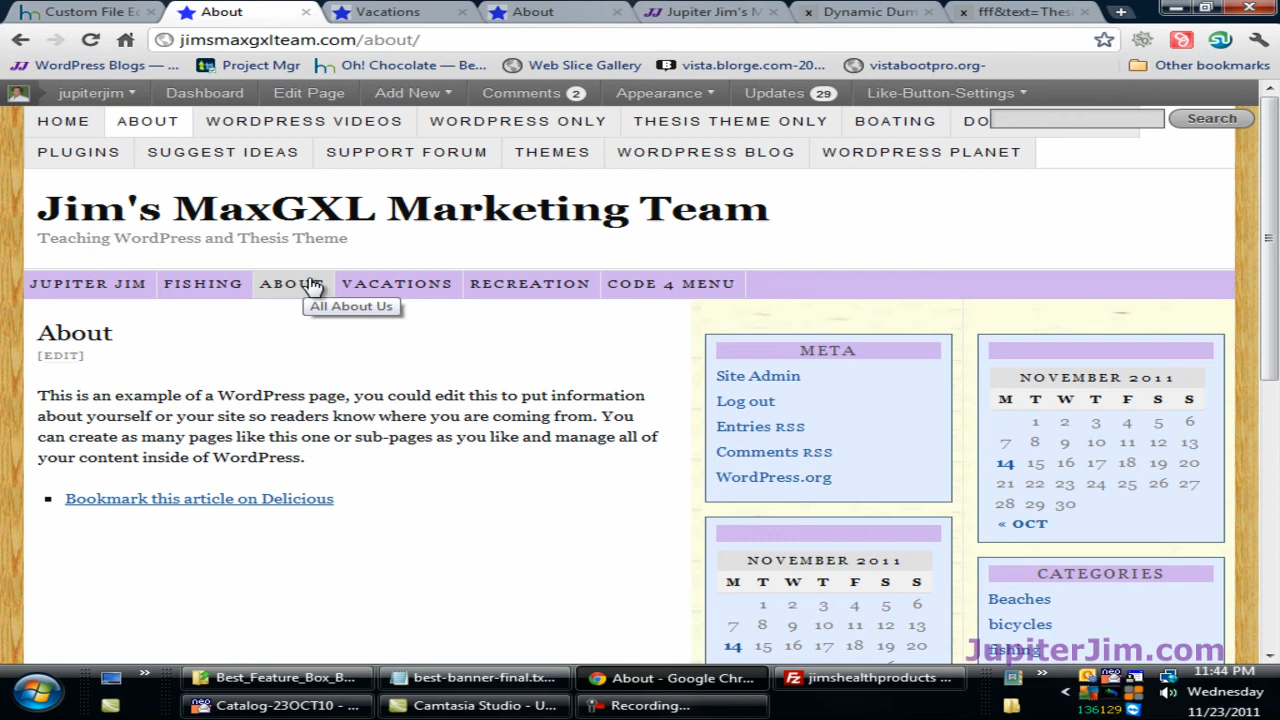 Custom File Ec
About
Vacations
About
Jupiter Jim's M
Dynamic Dum
fff&text=Thesi
jimsmaxgxlteam.com/about/
WordPress Blogs — ...
Project Mgr
Oh! Chocolate — Be...
Web Slice Gallery
vista.blorge.com-20...
vistabootpro.org-
Other bookmarks
jupiterjim
Dashboard
Edit Page
Add New
Comments 2
Appearance
Updates 29
Like-Button-Settings
HOME
ABOUT
WORDPRESS VIDEOS
WORDPRESS ONLY
THESIS THEME ONLY
BOATING
DO
Search
PLUGINS
SUGGEST IDEAS
SUPPORT FORUM
THEMES
WORDPRESS BLOG
WORDPRESS PLANET
Jim's MaxGXL Marketing Team
Teaching WordPress and Thesis Theme
JUPITER JIM
FISHING
ABOUT
VACATIONS
RECREATION
CODE 4 MENU
All About Us
About
[EDIT]
This is an example of a WordPress page, you could edit this to put information
about yourself or your site so readers know where you are coming from. You
can create as many pages like this one or sub-pages as you like and manage all of
your content inside of WordPress.
Bookmark this article on Delicious
META
Site Admin
Log out
Entries RSS
Comments RSS
WordPress.org
NOVEMBER 2011
M T W T F S S
1 2 3 4 5 6
7 8 9 10 11 12 13
14 15 16 17 18 19 20
NOVEMBER 2011
M T W T F S S
1 2 3 4 5 6
7 8 9 10 11 12 13
14 15 16 17 18 19 20
21 22 23 24 25 26 27
28 29 30
« OCT
CATEGORIES
Beaches
bicycles
fishing
JupiterJim.com
Best_Feature_Box_B...
best-banner-final.tx...
About - Google Chr...
jimshealthproducts ...
Catalog-23OCT10 - ...
Camtasia Studio - U...
Recording...
11:44 PM
Wednesday
11/23/2011
136129